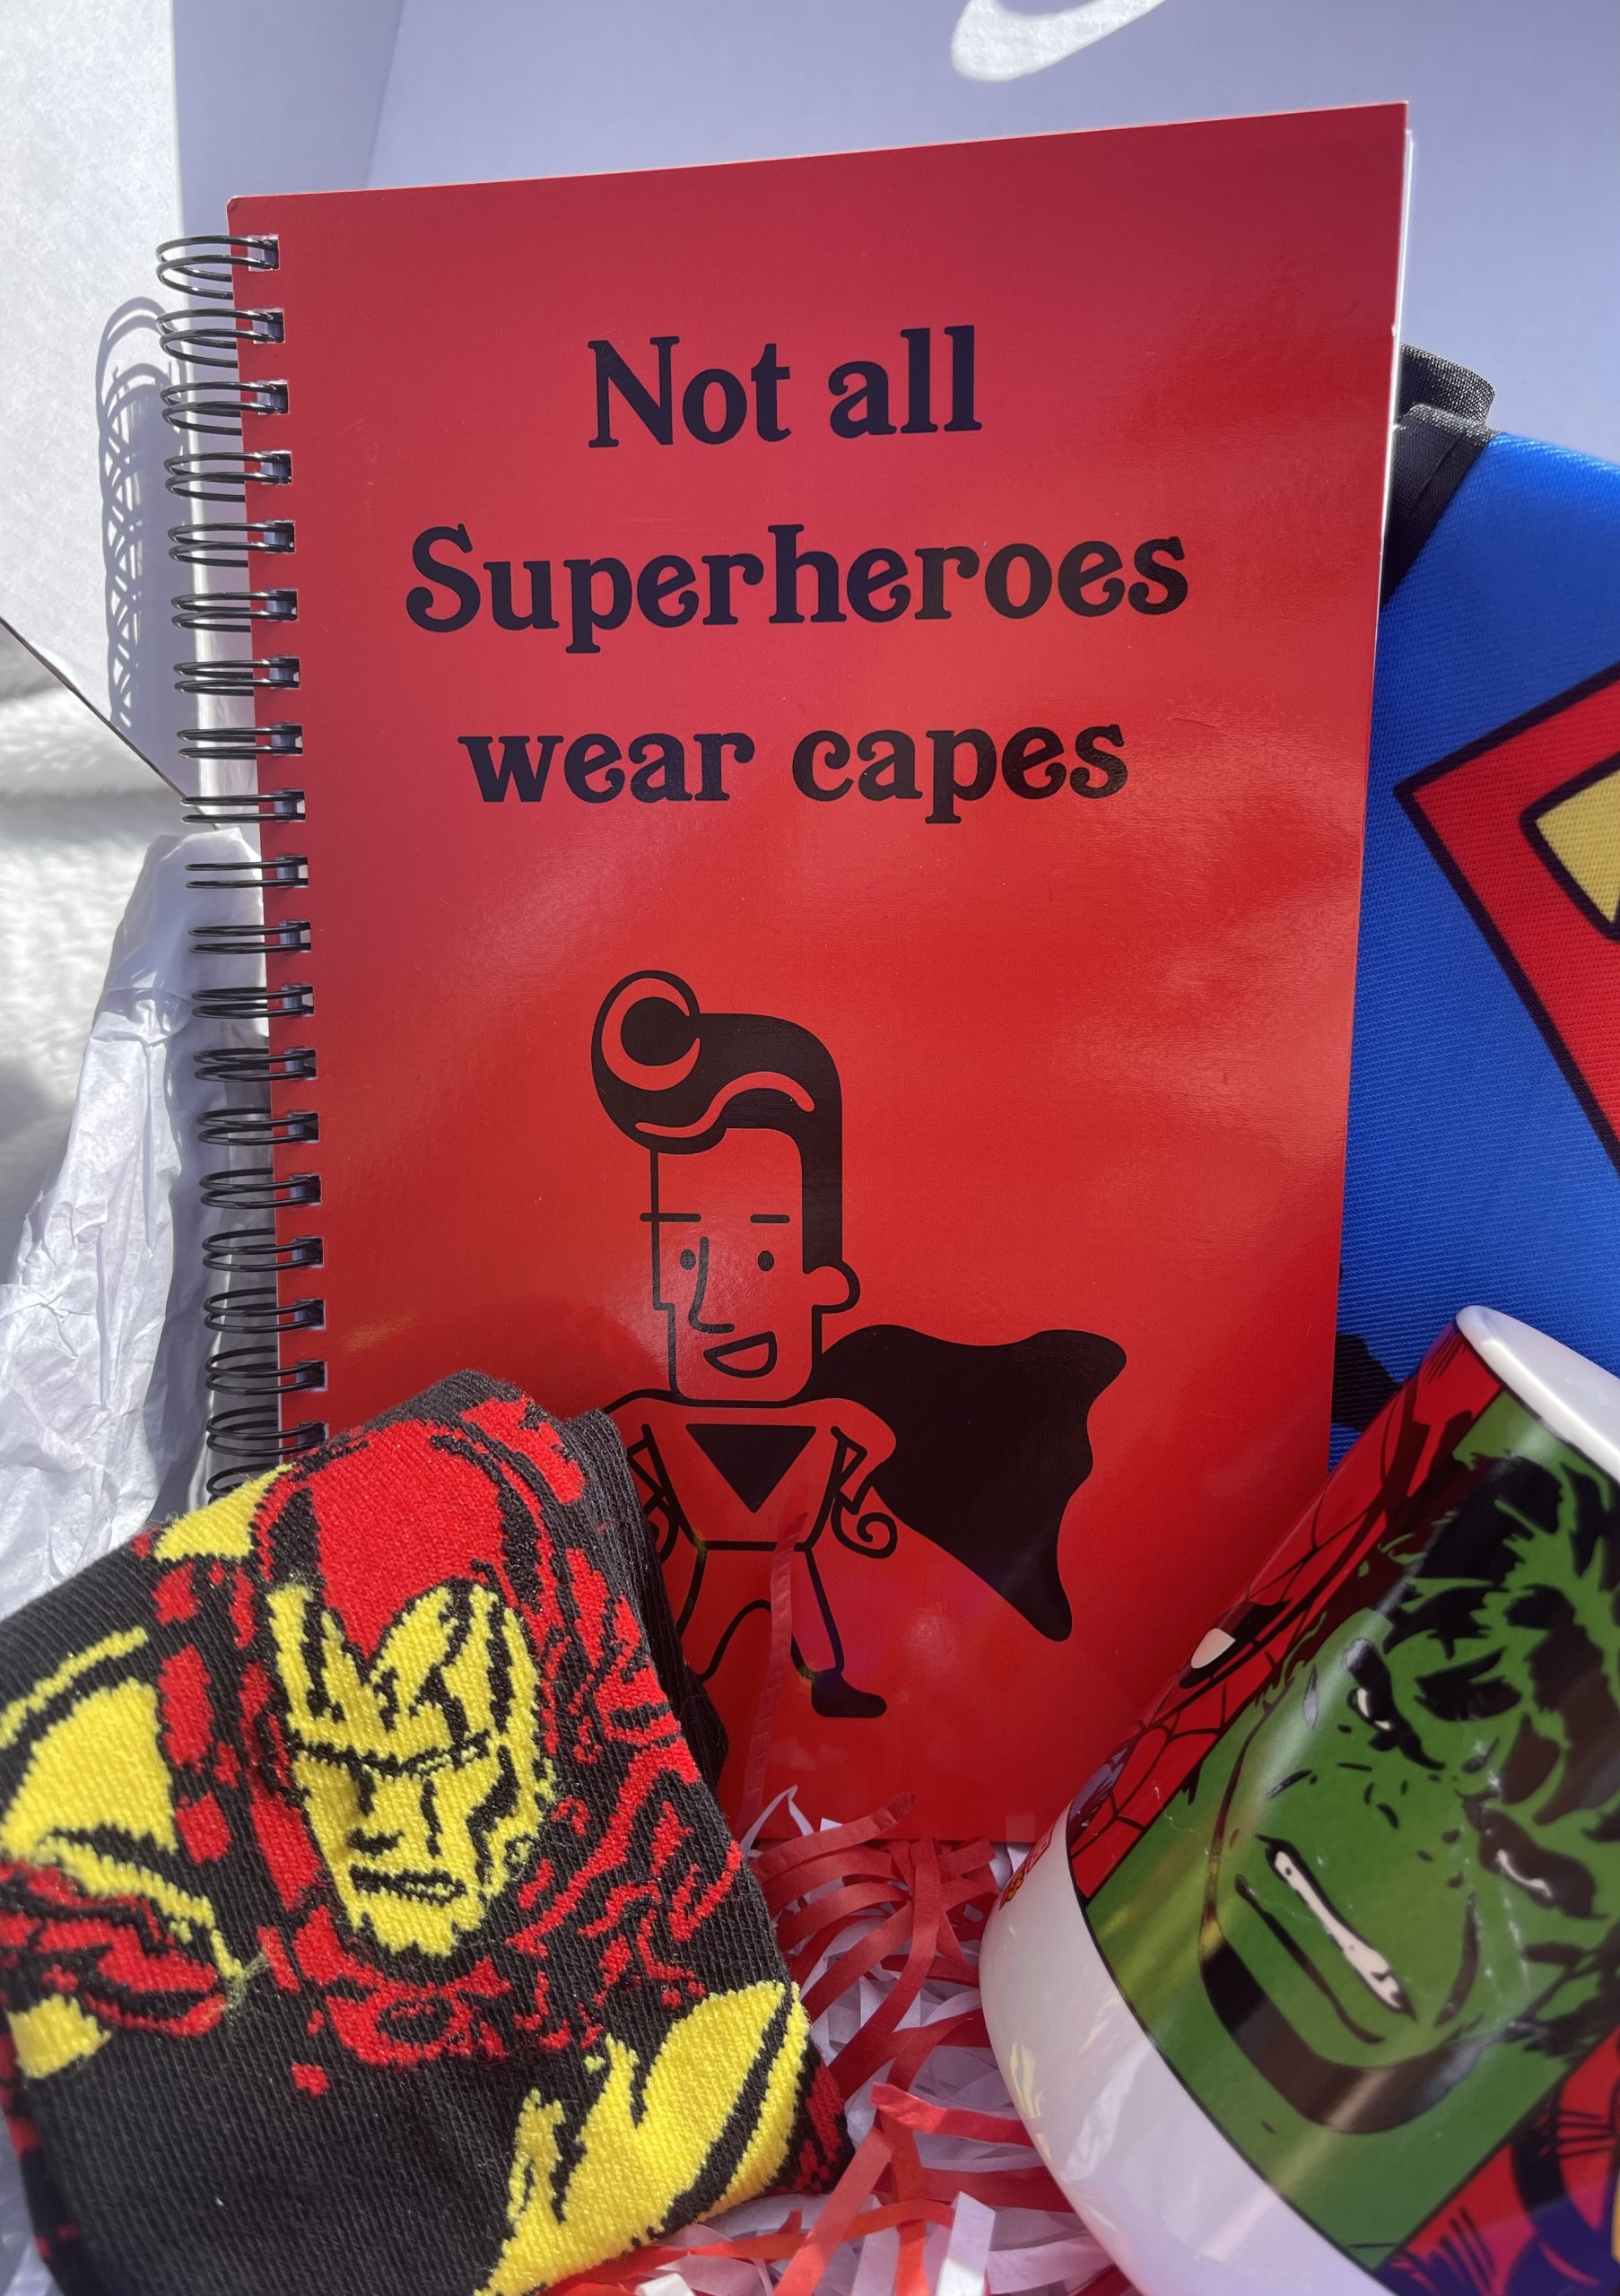 Not all
Superheroes
wear capes